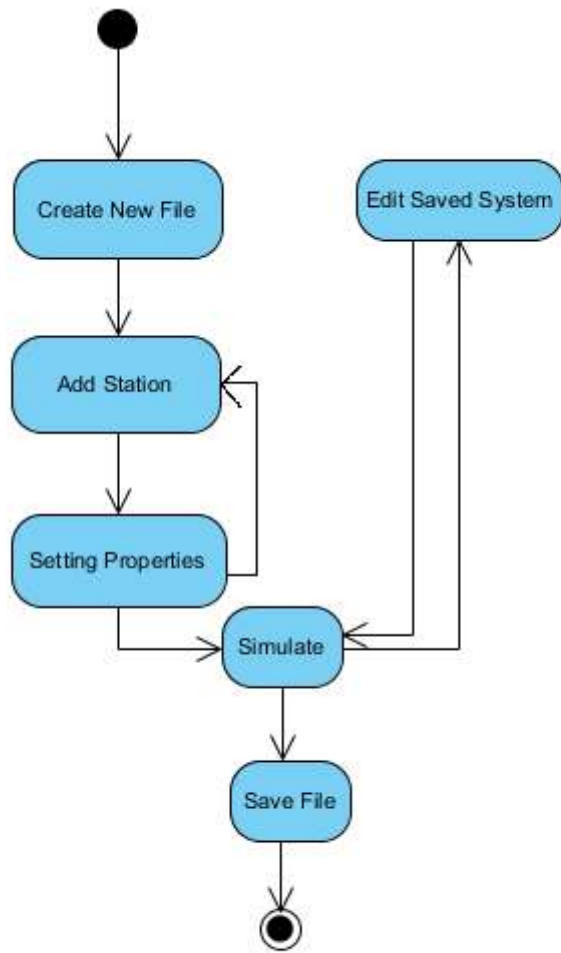 Create New File
Edit Saved System
Add Station
Setting Properties
Simulate
Save File